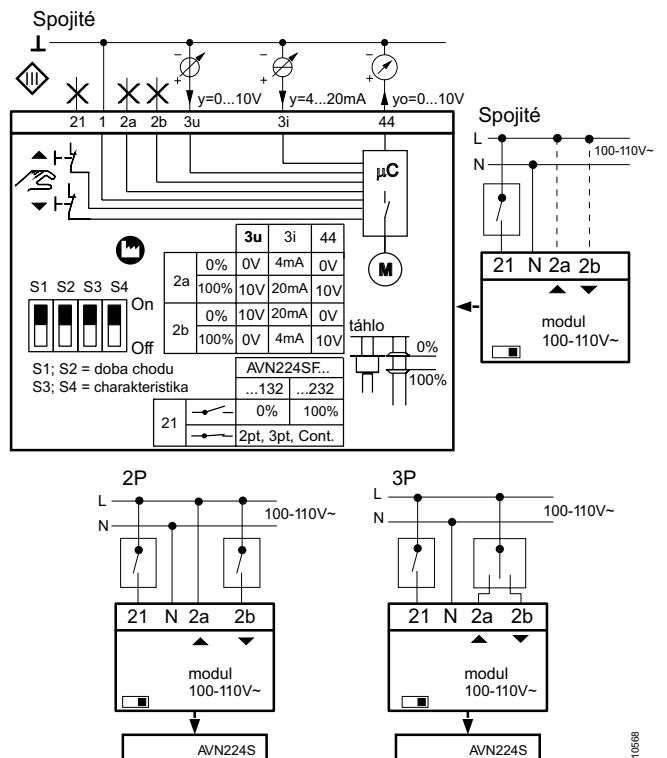 Spojité
III
− − −
+ + +
y=0...10V y=4...20mA yo=0...10V
21 1 2a 2b 3u 3i 44
µC
3u 3i 44
2a 0% 0V 4mA 0V
100% 10V 20mA 10V
2b 0% 10V 20mA 0V
100% 0V 4mA 10V
M
S1 S2 S3 S4
On
Off
S1; S2 = doba chodu
S3; S4 = charakteristika
táhlo
0%
100%
AVN224SF...
...132 ...232
21 0% 100%
2pt, 3pt, Cont.
Spojité
L
100-110V~
N
21 N 2a 2b
modul
100-110V~
2P
L
100-110V~
N
21 N 2a 2b
modul
100-110V~
AVN224S
3P
L
100-110V~
N
21 N 2a 2b
modul
100-110V~
AVN224S
10568